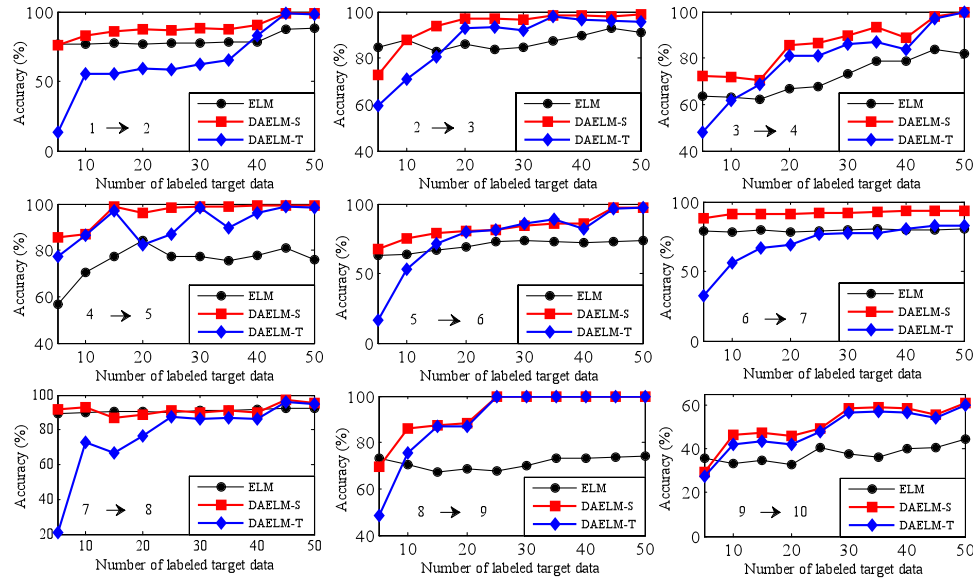 Accuracy (%)
100
50
0
10 20 30 40 50
Number of labeled target data
1 → 2
ELM
DAELM-S
DAELM-T
Accuracy (%)
100
80
60
40
10 20 30 40 50
Number of labeled target data
2 → 3
ELM
DAELM-S
DAELM-T
Accuracy (%)
100
80
60
40
10 20 30 40 50
Number of labeled target data
3 → 4
ELM
DAELM-S
DAELM-T
Accuracy (%)
100
80
60
40
10 20 30 40 50
Number of labeled target data
4 → 5
ELM
DAELM-S
DAELM-T
Accuracy (%)
100
50
0
10 20 30 40 50
Number of labeled target data
5 → 6
ELM
DAELM-S
DAELM-T
Accuracy (%)
100
50
0
10 20 30 40 50
Number of labeled target data
6 → 7
ELM
DAELM-S
DAELM-T
Accuracy (%)
100
80
60
40
20
10 20 30 40 50
Number of labeled target data
7 → 8
ELM
DAELM-S
DAELM-T
Accuracy (%)
100
80
60
40
10 20 30 40 50
Number of labeled target data
8 → 9
ELM
DAELM-S
DAELM-T
Accuracy (%)
60
40
20
0
10 20 30 40 50
Number of labeled target data
9 → 10
ELM
DAELM-S
DAELM-T